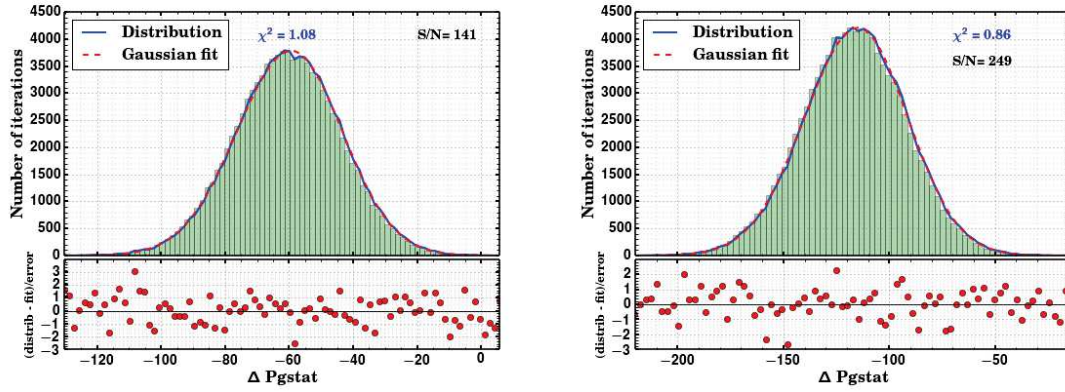 4500
4000
3500
3000
2500
2000
1500
1000
500
0
Number of iterations
Distribution
Gaussian fit
χ² = 1.08
S/N= 141
3
2
1
0
−1
−2
−3
(distrib - fit)/error
−120 −100 −80 −60 −40 −20 0
Δ Pgstat
4500
4000
3500
3000
2500
2000
1500
1000
500
0
Number of iterations
Distribution
Gaussian fit
χ² = 0.86
S/N= 249
2
1
0
−1
−2
−3
(distrib - fit)/error
−200 −150 −100 −50
Δ Pgstat